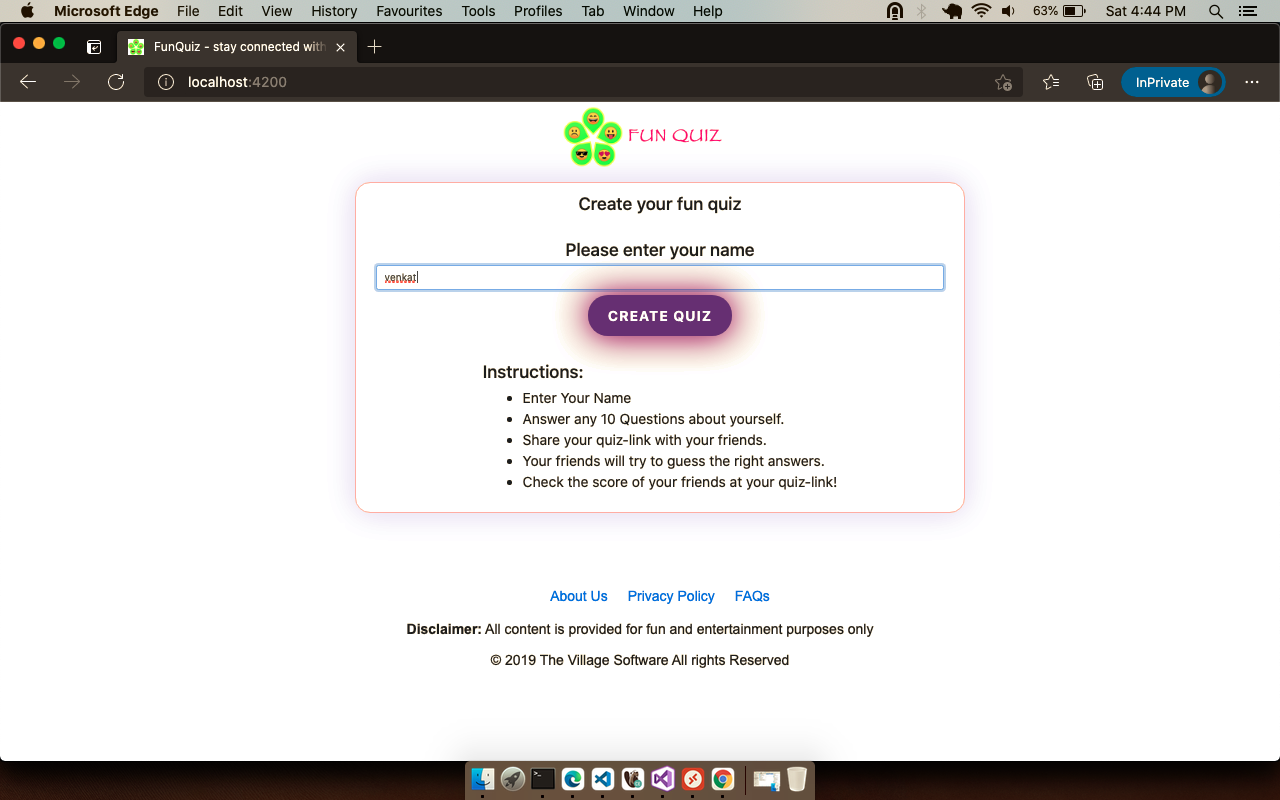 Microsoft Edge File Edit View History Favourites Tools Profiles Tab Window Help 63% Sat 4:44 PM
FunQuiz - stay connected with
localhost:4200 InPrivate
FUN QUIZ
Create your fun quiz
Please enter your name
venkat
CREATE QUIZ
Instructions:
Enter Your Name
Answer any 10 Questions about yourself.
Share your quiz-link with your friends.
Your friends will try to guess the right answers.
Check the score of your friends at your quiz-link!
About Us Privacy Policy FAQs
Disclaimer: All content is provided for fun and entertainment purposes only
© 2019 The Village Software All rights Reserved